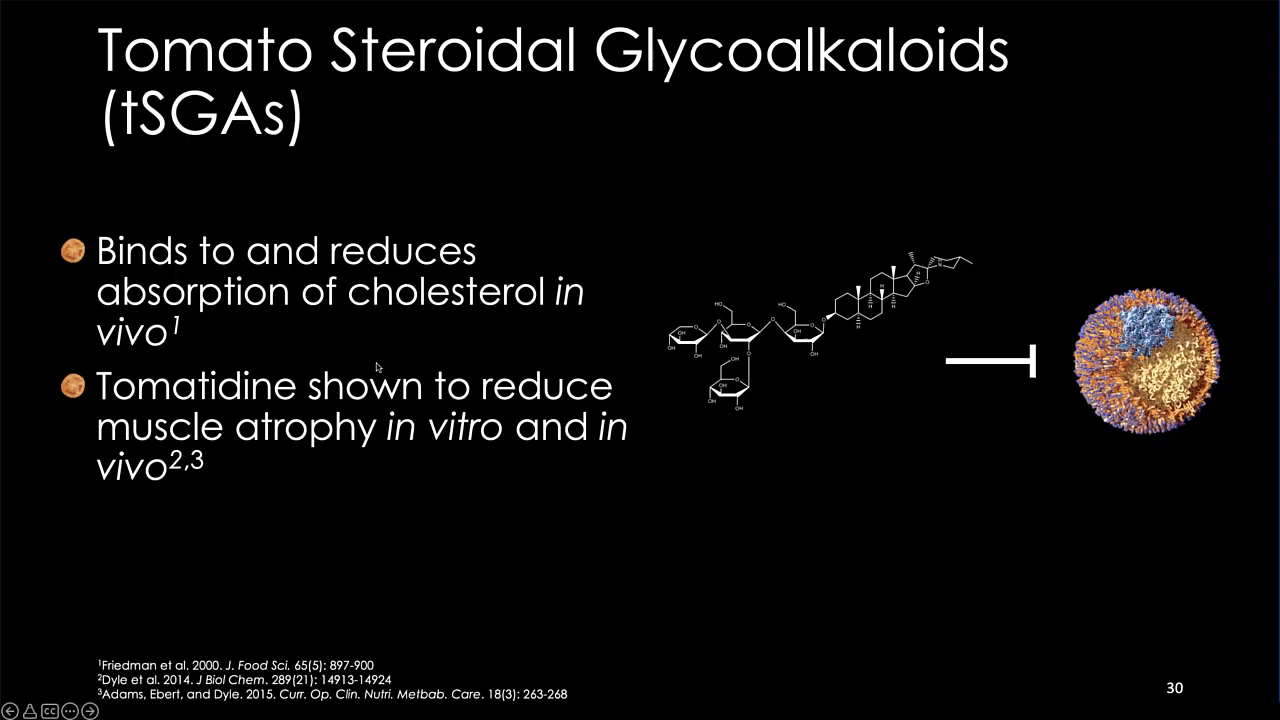 Tomato Steroidal Glycoalkaloids
(tSGAs)
Binds to and reduces
absorption of cholesterol in
vivo¹
Tomatidine shown to reduce
muscle atrophy in vitro and in
vivo²,³
¹Friedman et al. 2000. J. Food Sci. 65(5): 897-900
²Dyle et al. 2014. J Biol Chem. 289(21): 14913-14924
³Adams, Ebert, and Dyle. 2015. Curr. Op. Clin. Nutri. Metbab. Care. 18(3): 263-268
30